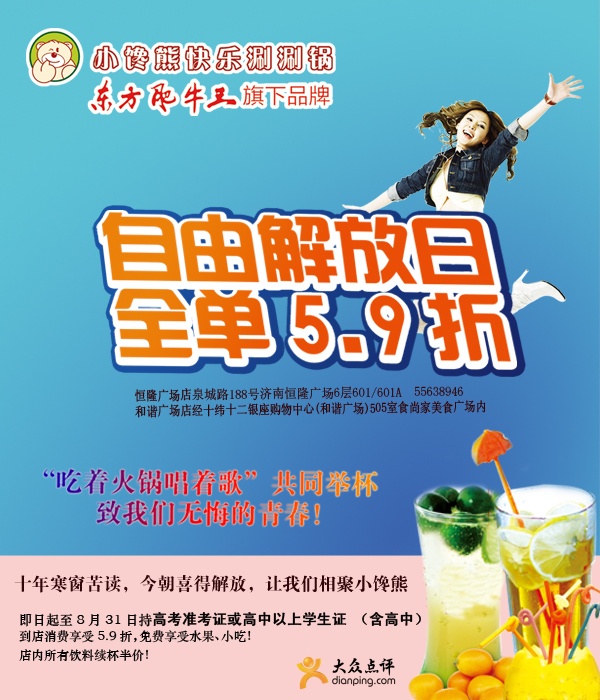 小馋熊快乐涮涮锅
东方肥牛王旗下品牌
自由解放日
全单5.9折
恒隆广场店泉城路188号济南恒隆广场6层601/601A 55638946
和谐广场店经十纬十二银座购物中心(和谐广场)505室食尚家美食广场内
“吃着火锅唱着歌”共同举杯
致我们无悔的青春!
十年寒窗苦读，今朝喜得解放，让我们相聚小馋熊
即日起至8月31日持高考准考证或高中以上学生证 （含高中）
到店消费享受5.9折,免费享受水果、小吃!
店内所有饮料续杯半价!
大众点评
dianping.com